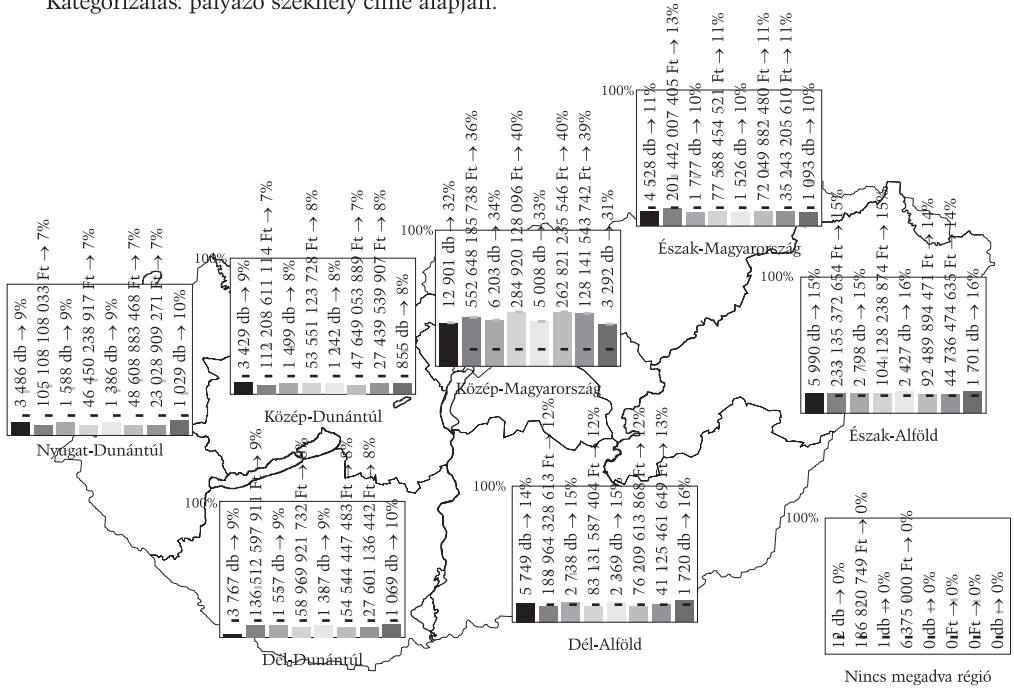 Kategorizálás: pályázó székhely címe alapján.
100%
4 528 db → 11%
201 442 007 405 Ft → 13%
1 777 db → 10%
77 588 454 521 Ft → 11%
1 526 db → 10%
72 049 882 480 Ft → 11%
35 243 205 610 Ft → 11%
1 093 db → 10%
Észak-Magyarország
100%
12 901 db → 32%
552 648 185 738 Ft → 36%
6 203 db → 34%
284 920 128 096 Ft → 40%
5 008 db → 33%
262 821 235 546 Ft → 40%
128 141 543 742 Ft → 39%
3 292 db → 31%
Közép-Magyarország
100%
3 429 db → 9%
112 208 611 114 Ft → 7%
1 499 db → 8%
53 551 123 728 Ft → 8%
1 242 db → 8%
47 649 053 889 Ft → 7%
27 439 539 907 Ft → 8%
855 db → 8%
Közép-Dunántúl
3 486 db → 9%
105 108 108 033 Ft → 7%
1 588 db → 9%
46 450 238 917 Ft → 7%
1 386 db → 9%
48 608 883 468 Ft → 7%
23 028 909 271 Ft → 7%
1 029 db → 10%
Nyugat-Dunántúl
100%
5 990 db → 15%
233 135 372 654 Ft → 15%
2 798 db → 15%
104 128 238 874 Ft → 15%
2 427 db → 16%
92 489 894 471 Ft → 14%
44 736 474 635 Ft → 14%
1 701 db → 16%
Észak-Alföld
100%
3 767 db → 9%
136 512 597 911 Ft → 9%
1 557 db → 9%
58 969 921 732 Ft → 8%
1 387 db → 9%
54 544 447 483 Ft → 8%
27 601 136 442 Ft → 8%
1 069 db → 10%
Dél-Dunántúl
100%
5 749 db → 14%
188 964 328 613 Ft → 12%
2 738 db → 15%
83 131 587 404 Ft → 12%
2 369 db → 15%
76 209 613 868 Ft → 12%
41 125 461 649 Ft → 13%
1 720 db → 16%
Dél-Alföld
100%
12 db → 0%
186 820 749 Ft → 0%
1 db → 0%
6 375 000 Ft → 0%
0 db → 0%
0 Ft → 0%
0 Ft → 0%
0 db → 0%
Nincs megadva régió